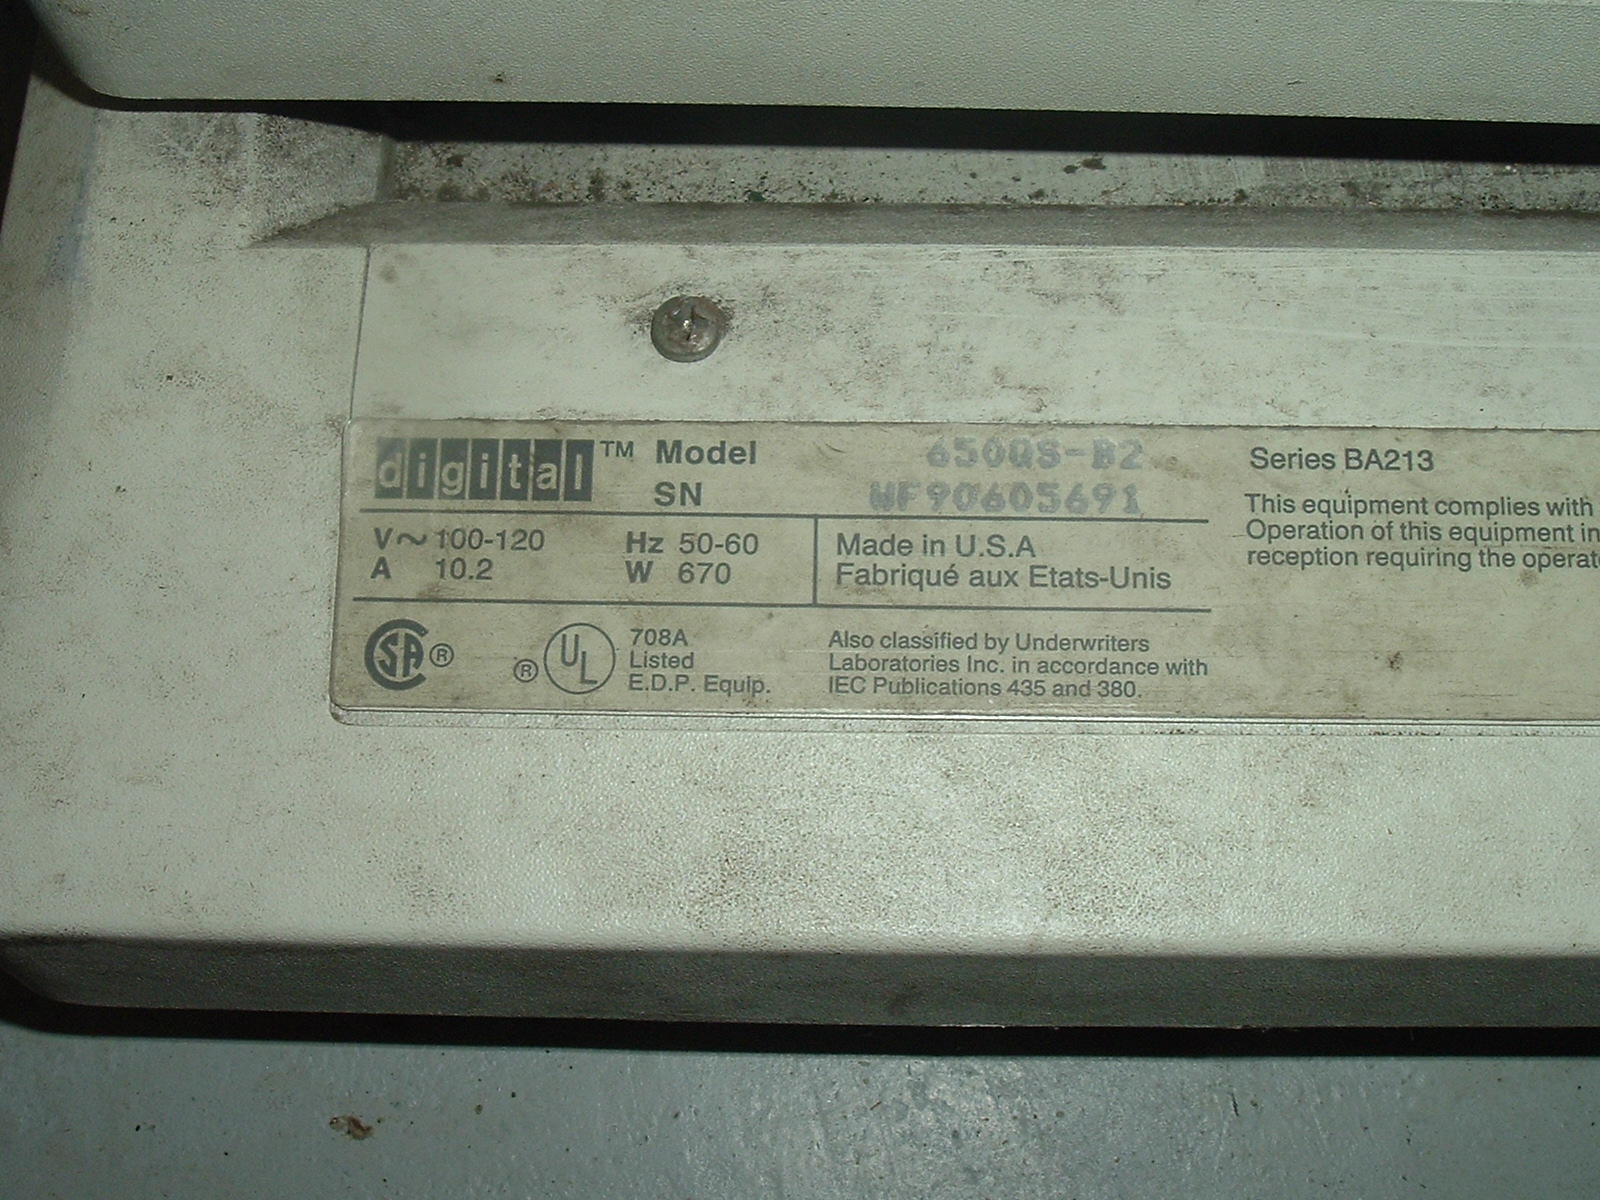 digital™ Model 650QS-B2
SN WF90605691
V~ 100-120 Hz 50-60
A 10.2 W 670
Made in U.S.A
Fabriqué aux Etats-Unis
SA® ®UL
708A
Listed
E.D.P. Equip.
Also classified by Underwriters
Laboratories Inc. in accordance with
IEC Publications 435 and 380.
Series BA213
This equipment complies with
Operation of this equipment in
reception requiring the operat